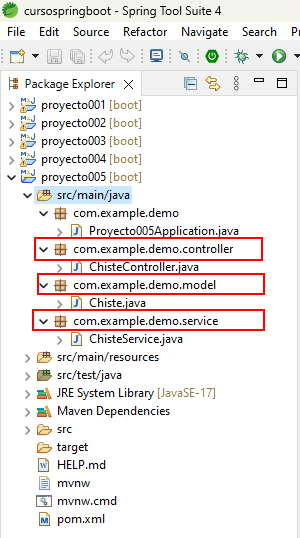 cursospringboot - Spring Tool Suite 4
File Edit Source Refactor Navigate
Package Explorer
proyecto001 [boot]
proyecto002 [boot]
proyecto003 [boot]
proyecto004 [boot]
proyecto005 [boot]
src/main/java
com.example.demo
Proyecto005Application.java
com.example.demo.controller
ChisteController.java
com.example.demo.model
Chiste.java
com.example.demo.service
ChisteService.java
src/main/resources
src/test/java
JRE System Library [JavaSE-17]
Maven Dependencies
src
target
HELP.md
mvnw
mvnw.cmd
pom.xml